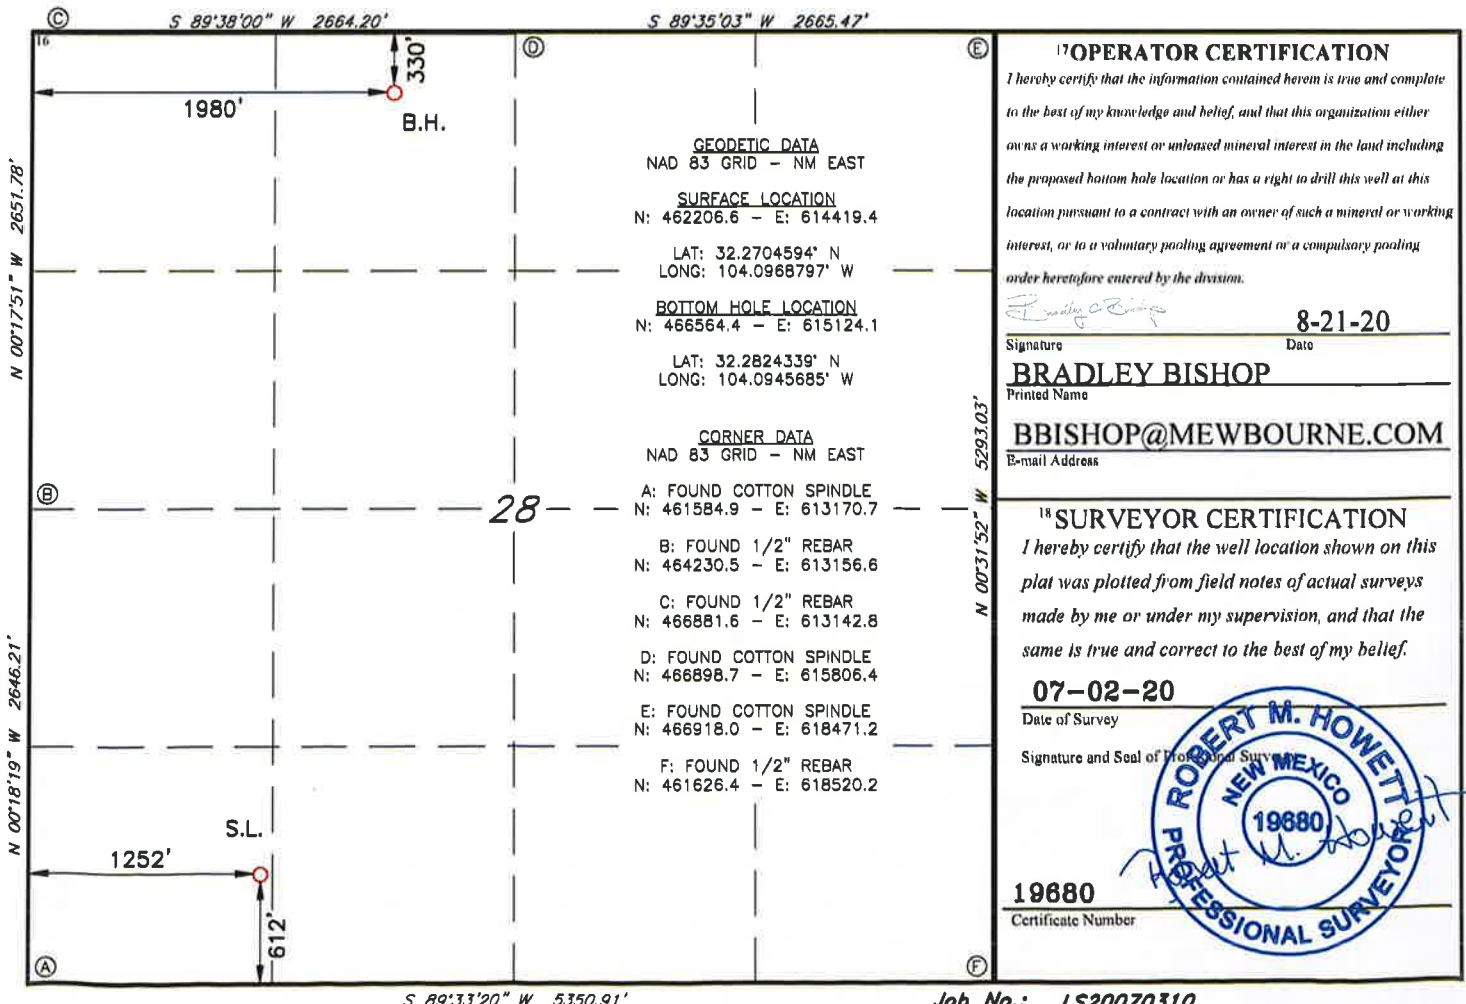 S 89°38'00" W 2664.20'
S 89°35'03" W 2665.47'
C
16
D
E
330'
1980'
B.H.
N 00°17'51" W 2651.78'
GEODETIC DATA
NAD 83 GRID - NM EAST
SURFACE LOCATION
N: 462206.6 - E: 614419.4
LAT: 32.2704594° N
LONG: 104.0968797° W
BOTTOM HOLE LOCATION
N: 466564.4 - E: 615124.1
LAT: 32.2824339° N
LONG: 104.0945685° W
CORNER DATA
NAD 83 GRID - NM EAST
A: FOUND COTTON SPINDLE
N: 461584.9 - E: 613170.7
B: FOUND 1/2" REBAR
N: 464230.5 - E: 613156.6
C: FOUND 1/2" REBAR
N: 466881.6 - E: 613142.8
D: FOUND COTTON SPINDLE
N: 466898.7 - E: 615806.4
E: FOUND COTTON SPINDLE
N: 466918.0 - E: 618471.2
F: FOUND 1/2" REBAR
N: 461626.4 - E: 618520.2
B
28
N 00°31'52" W 5293.03'
N 00°18'19" W 2646.21'
S.L.
1252'
612'
A
F
S 89°33'20" W 5350.91'
Job No.: LS20070310
17 OPERATOR CERTIFICATION
I hereby certify that the information contained herein is true and complete
to the best of my knowledge and belief, and that this organization either
owns a working interest or unleased mineral interest in the land including
the proposed bottom hole location or has a right to drill this well at this
location pursuant to a contract with an owner of such a mineral or working
interest, or to a voluntary pooling agreement or a compulsory pooling
order heretofore entered by the division.
Bradley C Bishop
8-21-20
Signature Date
BRADLEY BISHOP
Printed Name
BBISHOP@MEWBOURNE.COM
E-mail Address
18 SURVEYOR CERTIFICATION
I hereby certify that the well location shown on this
plat was plotted from field notes of actual surveys
made by me or under my supervision, and that the
same is true and correct to the best of my belief.
07-02-20
Date of Survey
Signature and Seal of Professional Surveyor
ROBERT M. HOWETT
NEW MEXICO
19680
PROFESSIONAL SURVEYOR
Robert M. Howett
19680
Certificate Number